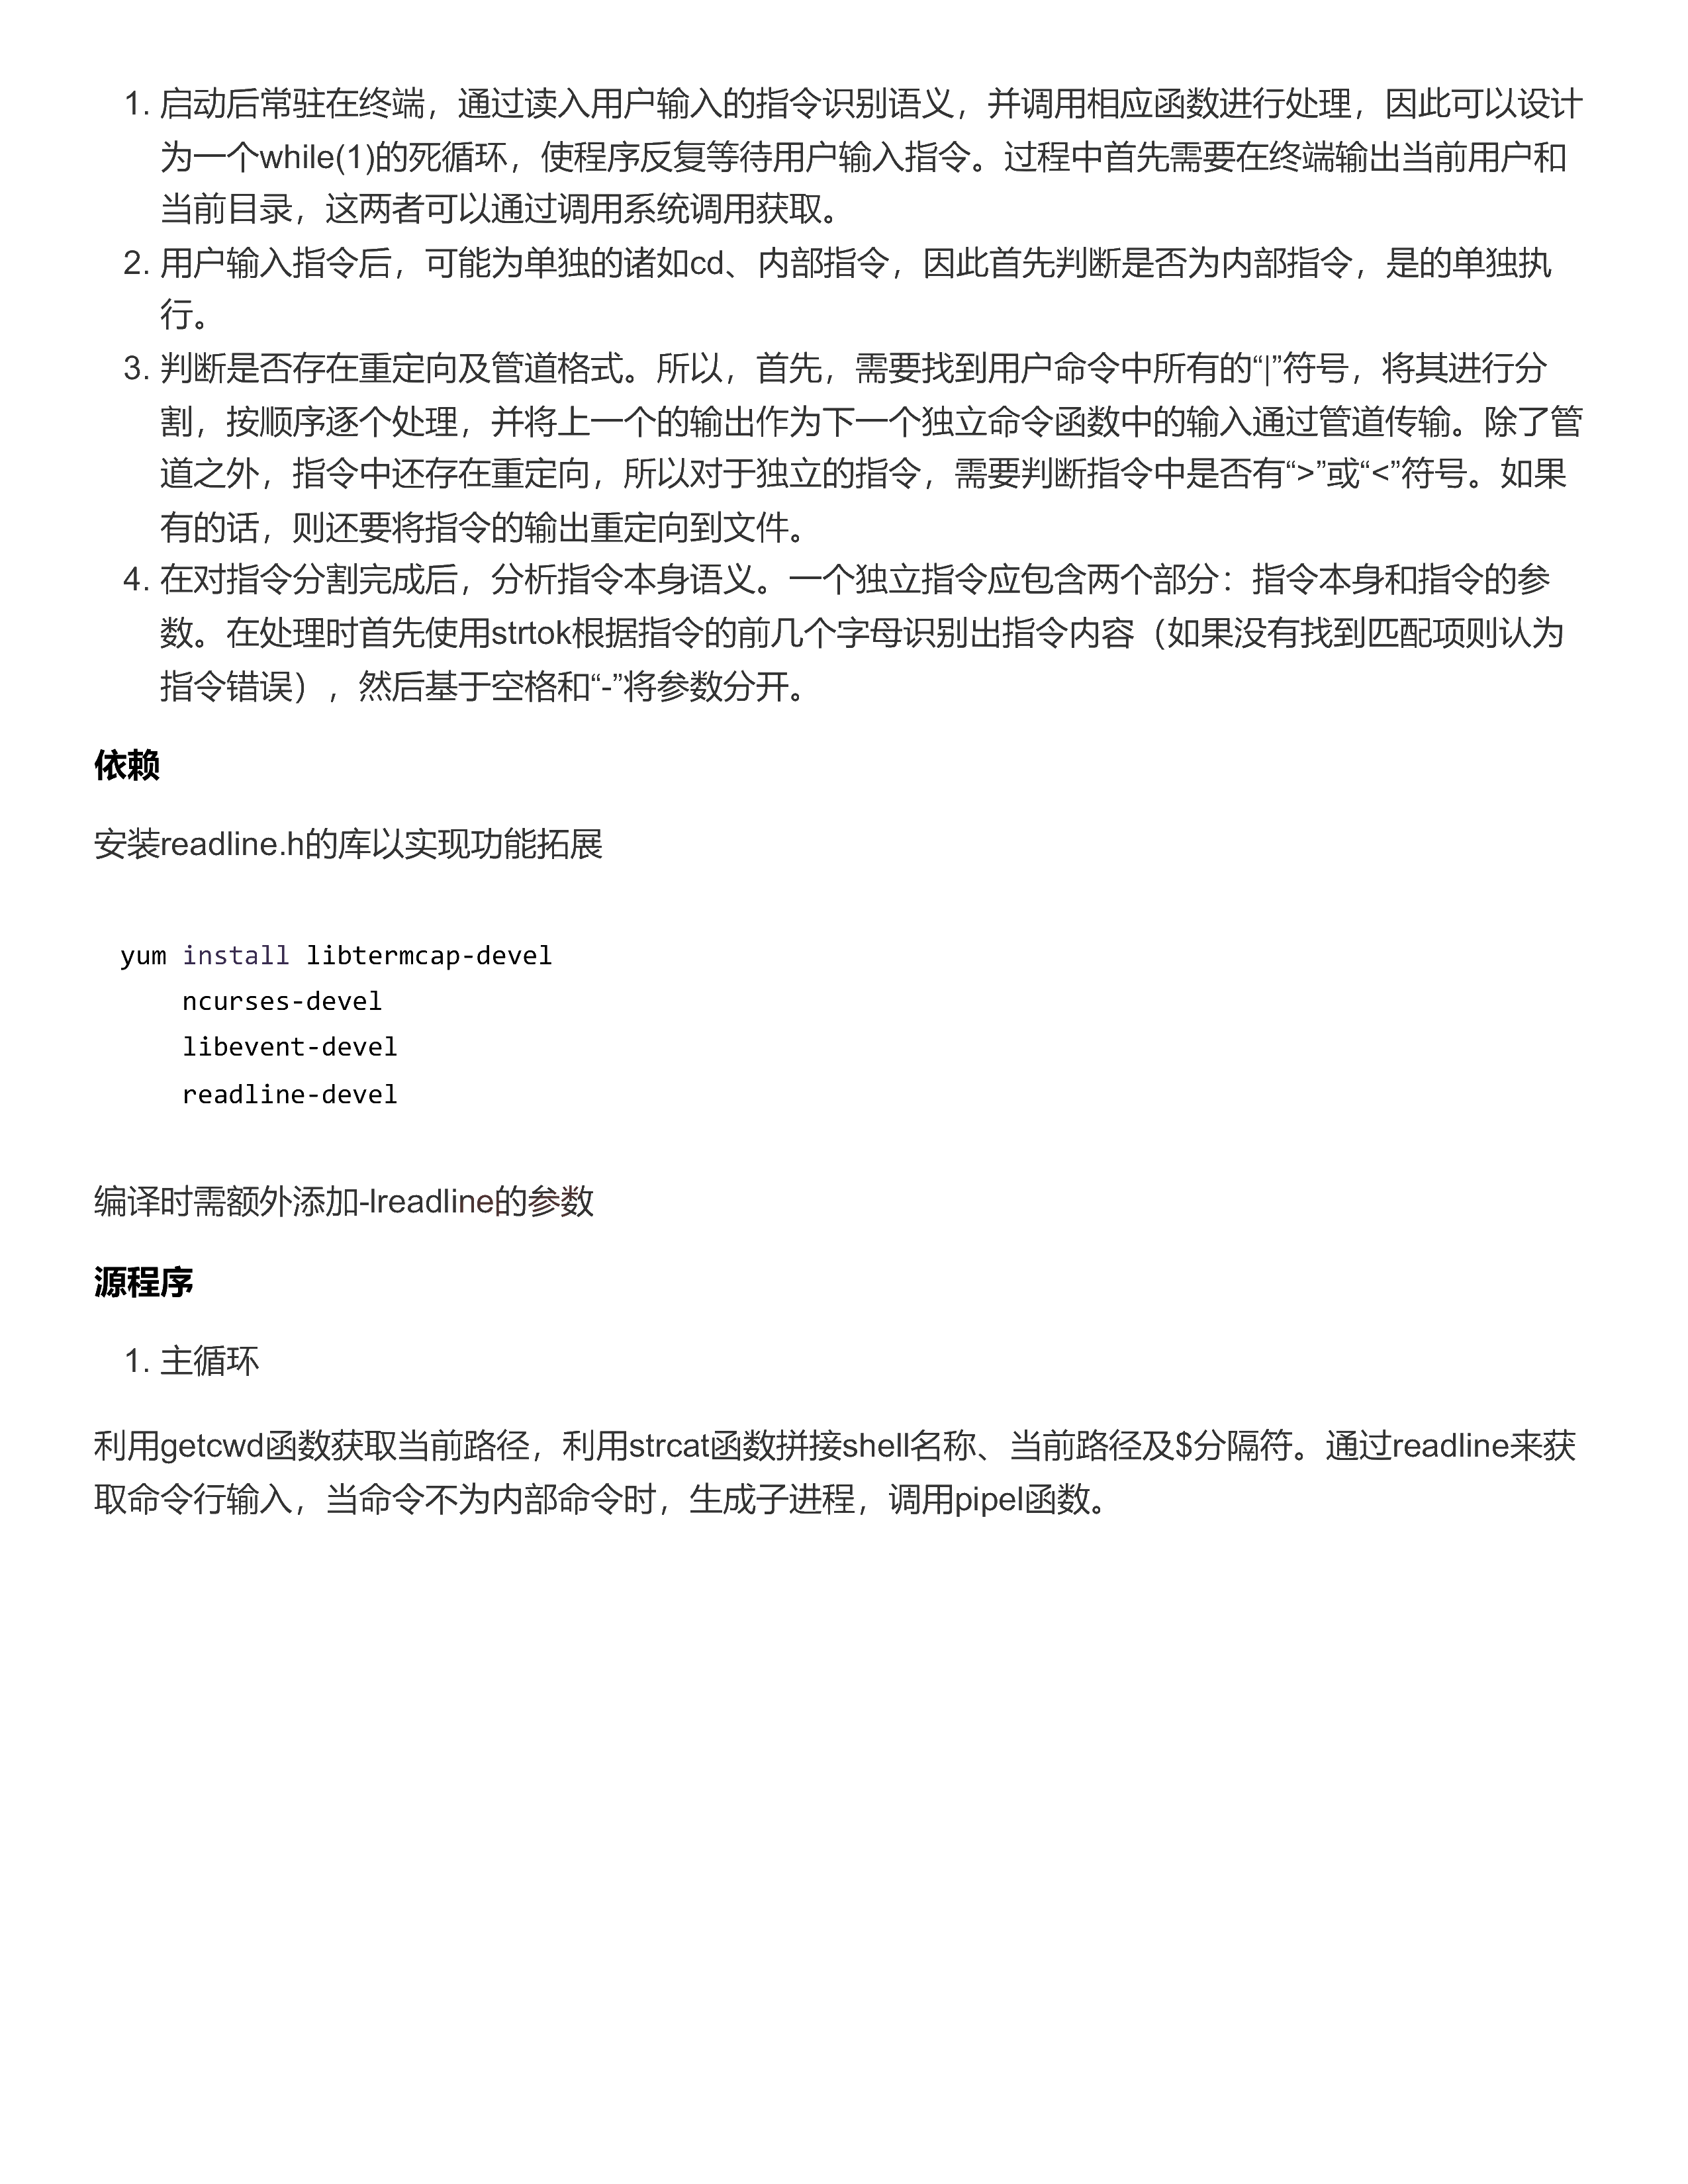 1. 启动后常驻在终端，通过读入用户输入的指令识别语义，并调用相应函数进行处理，因此可以设计
为一个while(1)的死循环，使程序反复等待用户输入指令。过程中首先需要在终端输出当前用户和
当前目录，这两者可以通过调用系统调用获取。
2. 用户输入指令后，可能为单独的诸如cd、内部指令，因此首先判断是否为内部指令，是的单独执
行。
3. 判断是否存在重定向及管道格式。所以，首先，需要找到用户命令中所有的“|”符号，将其进行分
割，按顺序逐个处理，并将上一个的输出作为下一个独立命令函数中的输入通过管道传输。除了管
道之外，指令中还存在重定向，所以对于独立的指令，需要判断指令中是否有“>”或“<”符号。如果
有的话，则还要将指令的输出重定向到文件。
4. 在对指令分割完成后，分析指令本身语义。一个独立指令应包含两个部分：指令本身和指令的参
数。在处理时首先使用strtok根据指令的前几个字母识别出指令内容（如果没有找到匹配项则认为
指令错误），然后基于空格和“-”将参数分开。
依赖
安装readline.h的库以实现功能拓展
yum install libtermcap-devel
ncurses-devel
libevent-devel
readline-devel
编译时需额外添加-lreadline的参数
源程序
1. 主循环
利用getcwd函数获取当前路径，利用strcat函数拼接shell名称、当前路径及$分隔符。通过readline来获
取命令行输入，当命令不为内部命令时，生成子进程，调用pipel函数。